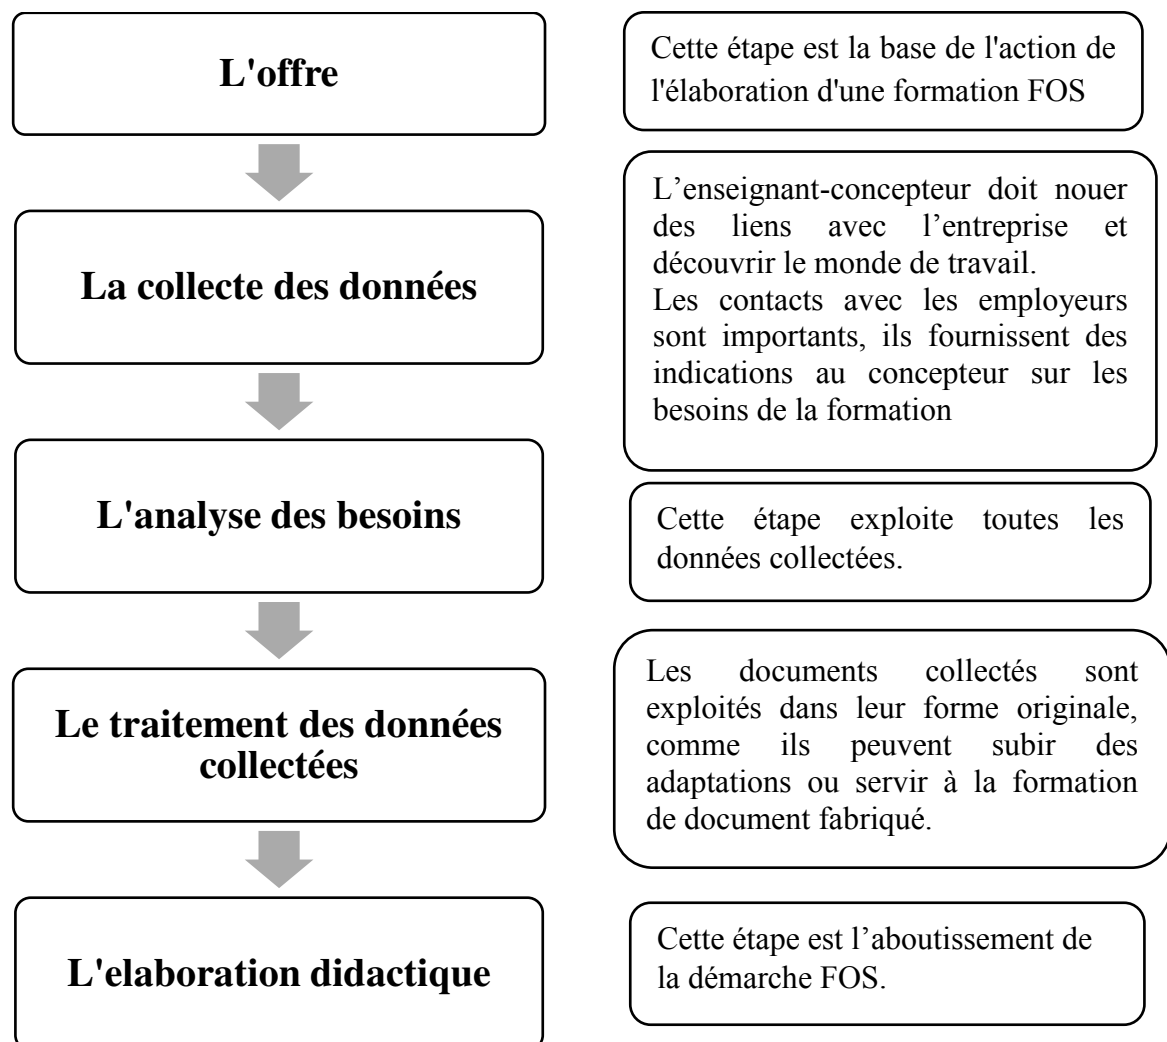 L'offre
Cette étape est la base de l'action de
l'élaboration d'une formation FOS
La collecte des données
L’enseignant-concepteur doit nouer
des liens avec l’entreprise et
découvrir le monde de travail.
Les contacts avec les employeurs
sont importants, ils fournissent des
indications au concepteur sur les
besoins de la formation
L'analyse des besoins
Cette étape exploite toutes les
données collectées.
Le traitement des données
collectées
Les documents collectés sont
exploités dans leur forme originale,
comme ils peuvent subir des
adaptations ou servir à la formation
de document fabriqué.
L'elaboration didactique
Cette étape est l’aboutissement de
la démarche FOS.